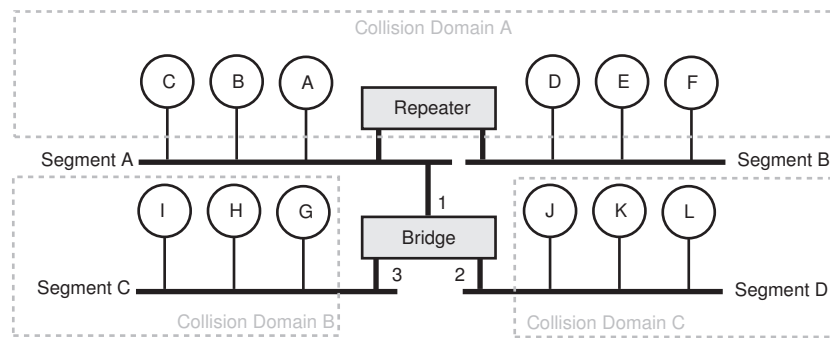 Collision Domain A
C B A D E F
Repeater
Segment A
Segment B
1
I H G J K L
Bridge
3 2
Segment C
Segment D
Collision Domain B
Collision Domain C